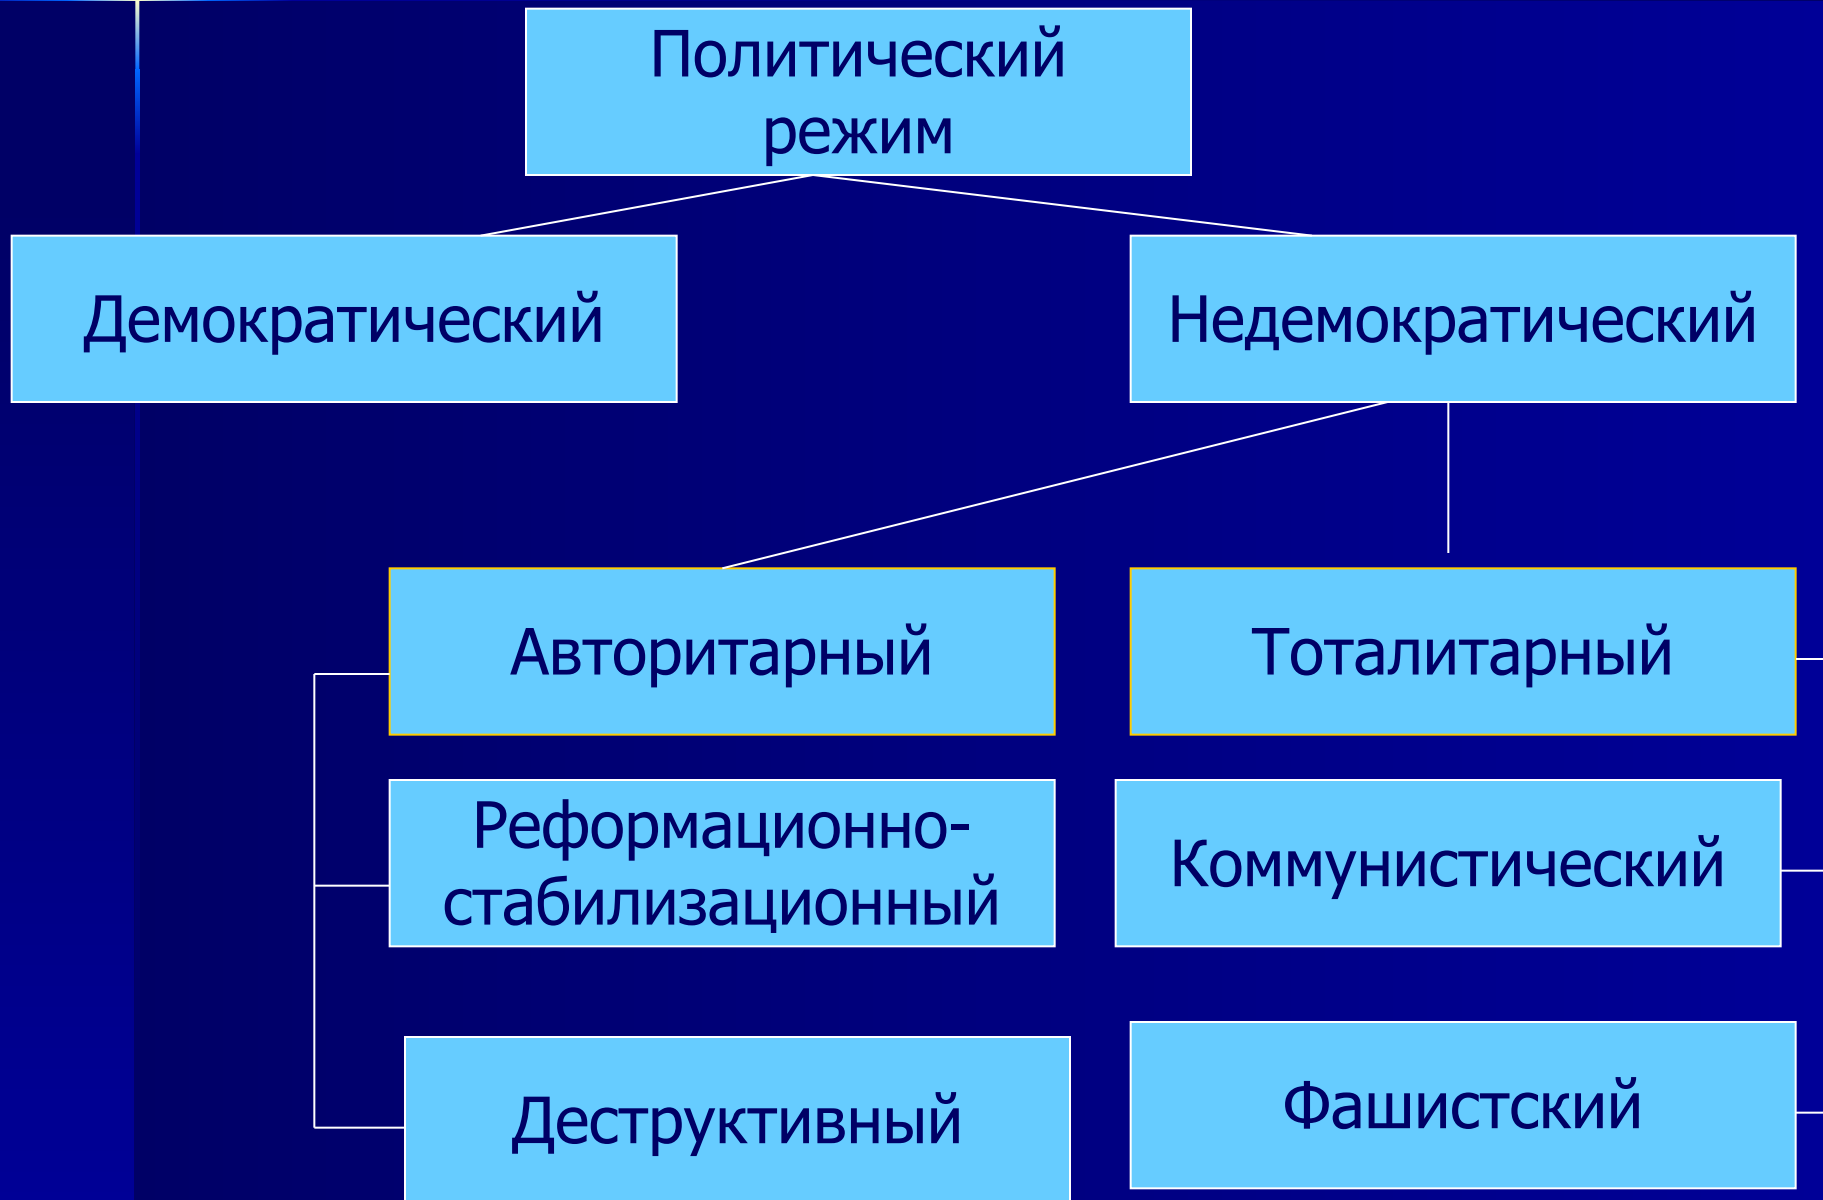 Политический
режим
Демократический
Недемократический
Авторитарный
Тоталитарный
Реформационно-
стабилизационный
Коммунистический
Деструктивный
Фашистский